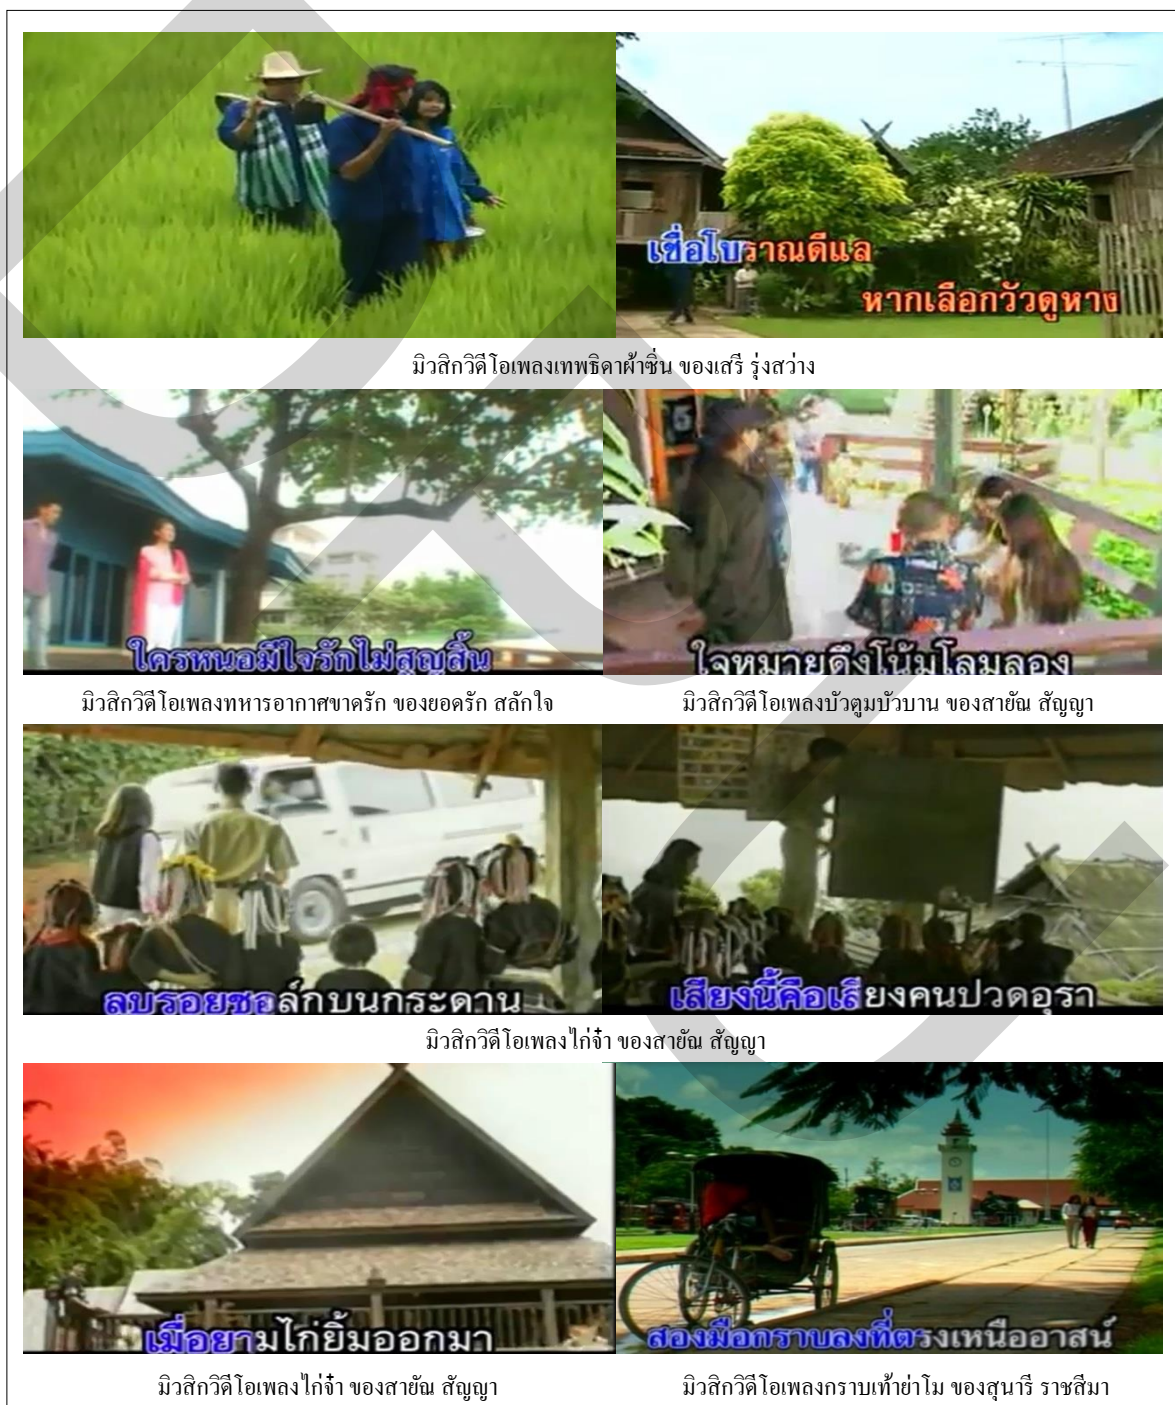 เชื่อโบราณดีแล
หากเลือกวัวดูหาง
มิวสิกวิดีโอเพลงเทพธิดาผ้าซิ่น ของเสรี รุ่งสว่าง
5
ใครหนอมีใจรักไม่สูญสิ้น
ใจหมายดึงโน้มโลมลอง
มิวสิกวิดีโอเพลงทหารอากาศขาดรัก ของยอดรัก สลักใจ
มิวสิกวิดีโอเพลงบัวตูมบัวบาน ของสายัณ สัญญา
ลบรอยชอล์กบนกระดาน
เสียงนี้คือเสียงคนปวดอุรา
มิวสิกวิดีโอเพลงไก่จ๋า ของสายัณ สัญญา
เมื่อยามไก่ยิ้มออกมา
สองมือกราบลงที่ตรงเหนืออาสน์
มิวสิกวิดีโอเพลงไก่จ๋า ของสายัณ สัญญา
มิวสิกวิดีโอเพลงกราบเท้าย่าโม ของสุนารี ราชสีมา